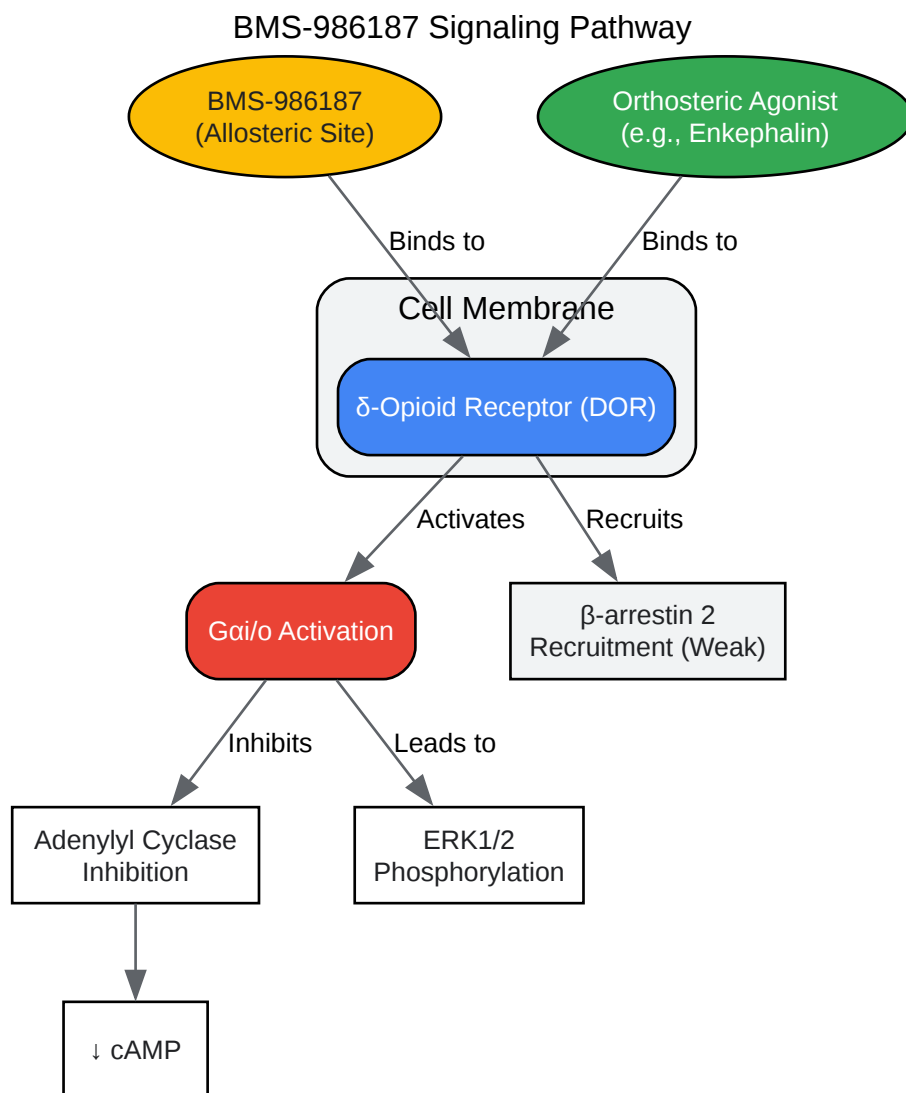 BMS-986187 Signaling Pathway
BMS-986187
(Allosteric Site)
Orthosteric Agonist
(e.g., Enkephalin)
Binds to
Binds to
Cell Membrane
δ-Opioid Receptor (DOR)
Activates
Recruits
Gαi/o Activation
β-arrestin 2
Recruitment (Weak)
Inhibits
Leads to
Adenylyl Cyclase
Inhibition
ERK1/2
Phosphorylation
↓ cAMP